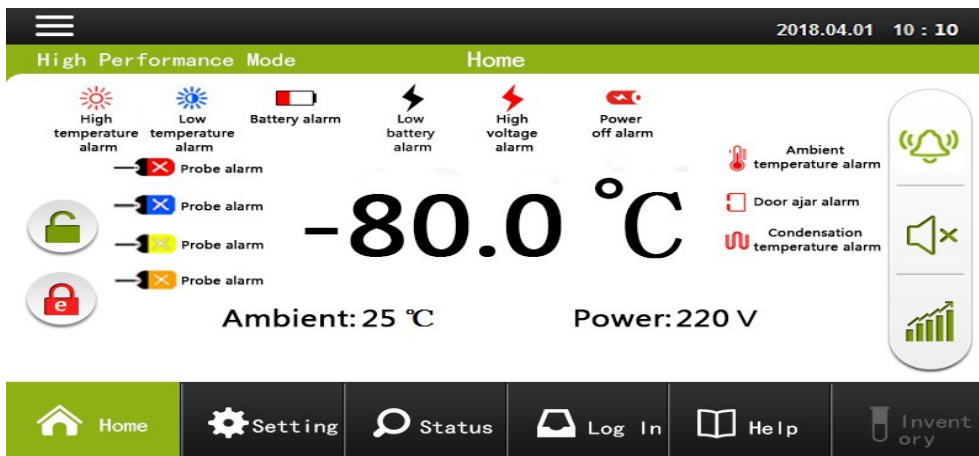 2018.04.01 10 : 10
High Performance Mode
Home
High
temperature
alarm
Low
temperature
alarm
Battery alarm
Low
battery
alarm
High
voltage
alarm
Power
off alarm
Probe alarm
Probe alarm
Probe alarm
Probe alarm
-80.0 ℃
Ambient
temperature alarm
Door ajar alarm
Condensation
temperature alarm
e
Ambient: 25 ℃
Power: 220 V
Home
Setting
Status
Log In
Help
Invent
ory